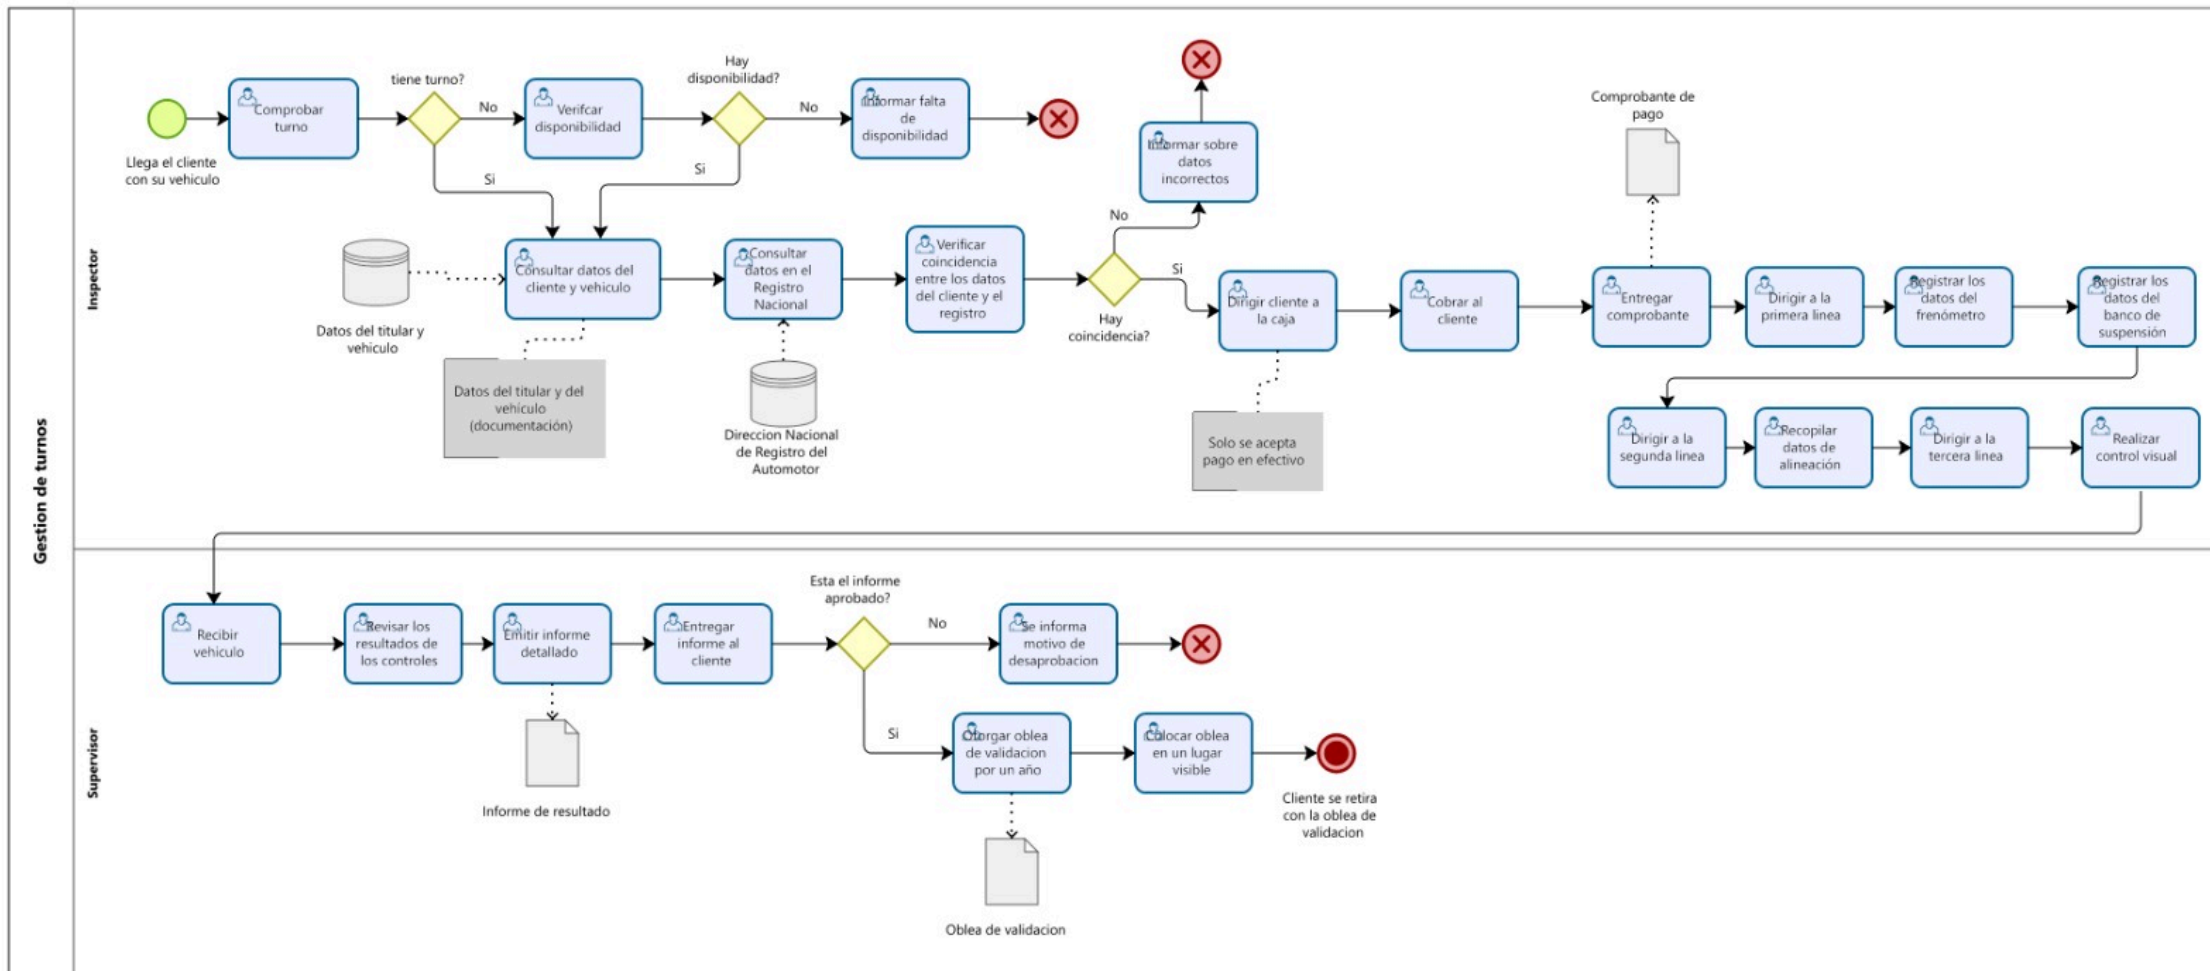 Gestion de turnos
Inspector
Llega el cliente
con su vehiculo
Comprobar
turno
tiene turno?
No
Si
Verifcar
disponibilidad
Hay
disponibilidad?
No
Si
Informar falta
de
disponibilidad
Datos del titular y
vehiculo
Consultar datos del
cliente y vehiculo
Datos del titular y del
vehículo
(documentación)
Consultar
datos en el
Registro
Nacional
Direccion Nacional
de Registro del
Automotor
Verificar
coincidencia
entre los datos
del cliente y el
registro
Hay
coincidencia?
No
Informar sobre
datos
incorrectos
Si
Dirigir cliente a
la caja
Solo se acepta
pago en efectivo
Cobrar al
cliente
Entregar
comprobante
Comprobante de
pago
Dirigir a la
primera linea
Registrar los
datos del
frenómetro
Registrar los
datos del
banco de
suspensión
Dirigir a la
segunda linea
Recopilar
datos de
alineación
Dirigir a la
tercera linea
Realizar
control visual
Supervisor
Recibir
vehiculo
Revisar los
resultados de
los controles
Emitir informe
detallado
Informe de resultado
Entregar
informe al
cliente
Esta el informe
aprobado?
No
Se informa
motivo de
desaprobacion
Si
Otorgar oblea
de validacion
por un año
Oblea de validacion
Colocar oblea
en un lugar
visible
Cliente se retira
con la oblea de
validacion